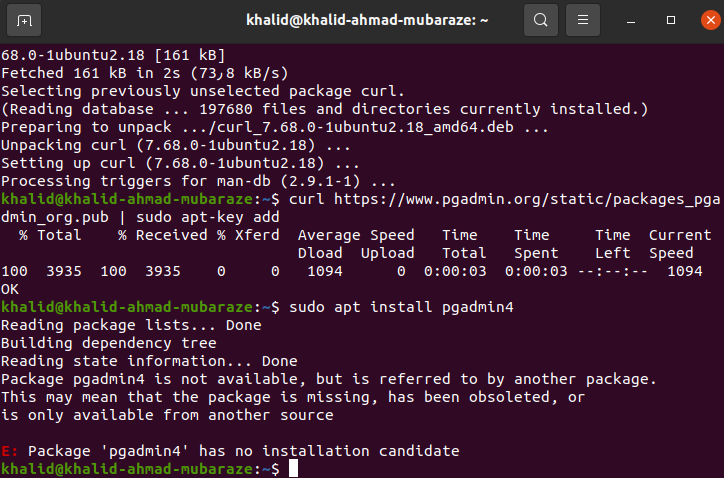 khalid@khalid-ahmad-mubaraze: ~
68.0-1ubuntu2.18 [161 kB]
Fetched 161 kB in 2s (73٫8 kB/s)
Selecting previously unselected package curl.
(Reading database ... 197680 files and directories currently installed.)
Preparing to unpack .../curl_7.68.0-1ubuntu2.18_amd64.deb ...
Unpacking curl (7.68.0-1ubuntu2.18) ...
Setting up curl (7.68.0-1ubuntu2.18) ...
Processing triggers for man-db (2.9.1-1) ...
khalid@khalid-ahmad-mubaraze:~$ curl https://www.pgadmin.org/static/packages_pga
dmin_org.pub | sudo apt-key add
  % Total    % Received % Xferd  Average Speed   Time    Time     Time  Current
                                 Dload  Upload   Total   Spent    Left  Speed
100  3935  100  3935    0     0   1094      0  0:00:03  0:00:03 --:--:--  1094
OK
khalid@khalid-ahmad-mubaraze:~$ sudo apt install pgadmin4
Reading package lists... Done
Building dependency tree
Reading state information... Done
Package pgadmin4 is not available, but is referred to by another package.
This may mean that the package is missing, has been obsoleted, or
is only available from another source

E: Package 'pgadmin4' has no installation candidate
khalid@khalid-ahmad-mubaraze:~$